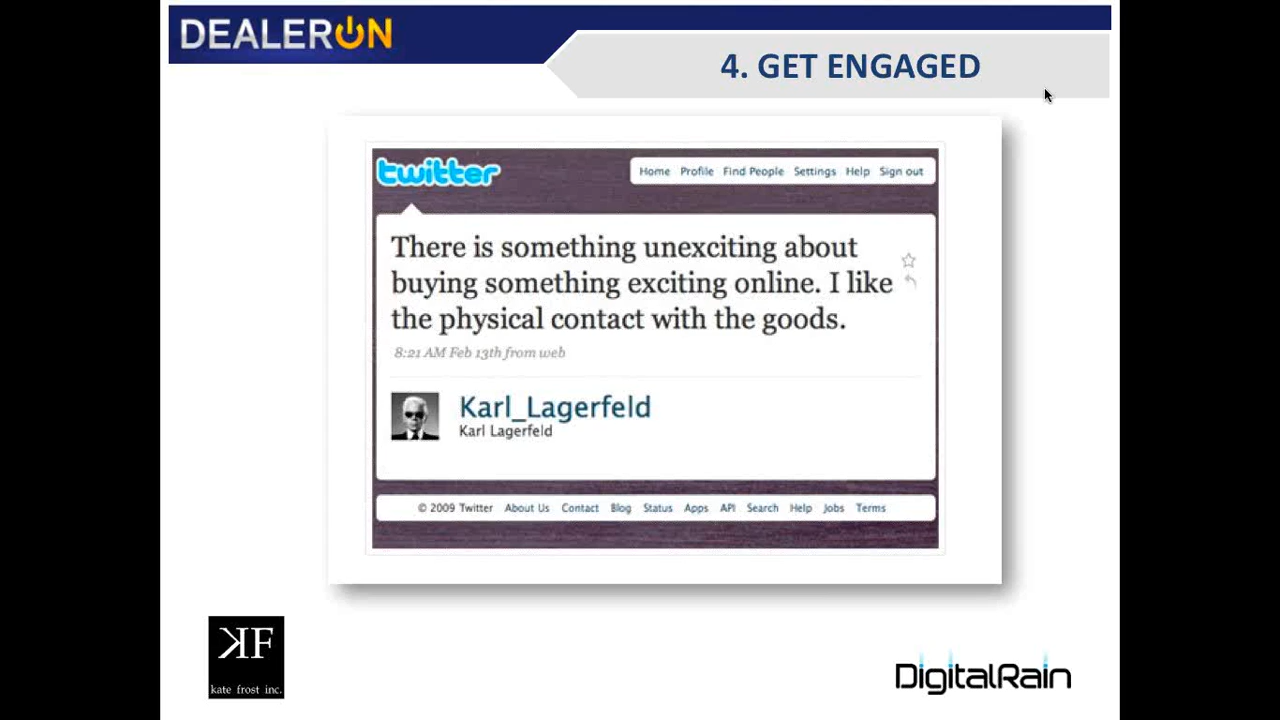 DEALERON
4. GET ENGAGED
twitter
Home Profile Find People Settings Help Sign out
There is something unexciting about
buying something exciting online. I like
the physical contact with the goods.
8:21 AM Feb 13th from web
Karl_Lagerfeld
Karl Lagerfeld
© 2009 Twitter About Us Contact Blog Status Apps API Search Help Jobs Terms
KF
kate frost inc.
DigitalRain